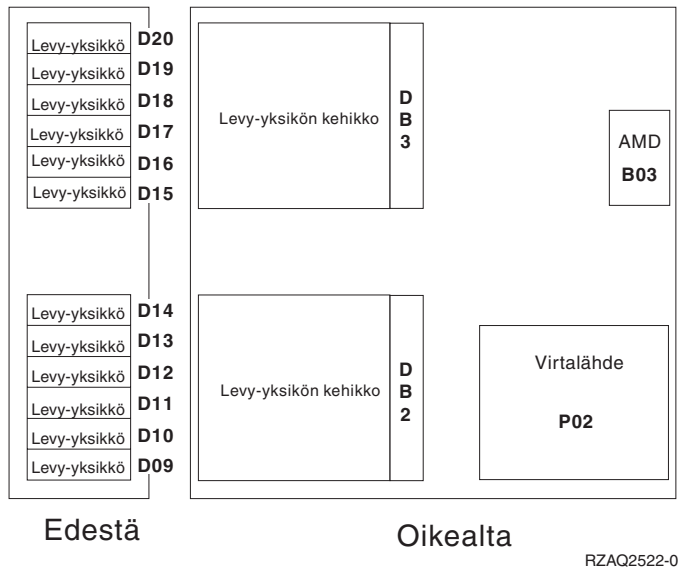 Levy-yksikkö D20
Levy-yksikkö D19
Levy-yksikkö D18
Levy-yksikkö D17
Levy-yksikkö D16
Levy-yksikkö D15
Levy-yksikön kehikko
D
B
3
AMD
B03
Levy-yksikkö D14
Levy-yksikkö D13
Levy-yksikkö D12
Levy-yksikkö D11
Levy-yksikkö D10
Levy-yksikkö D09
Levy-yksikön kehikko
D
B
2
Virtalähde
P02
Edestä
Oikealta
RZAQ2522-0